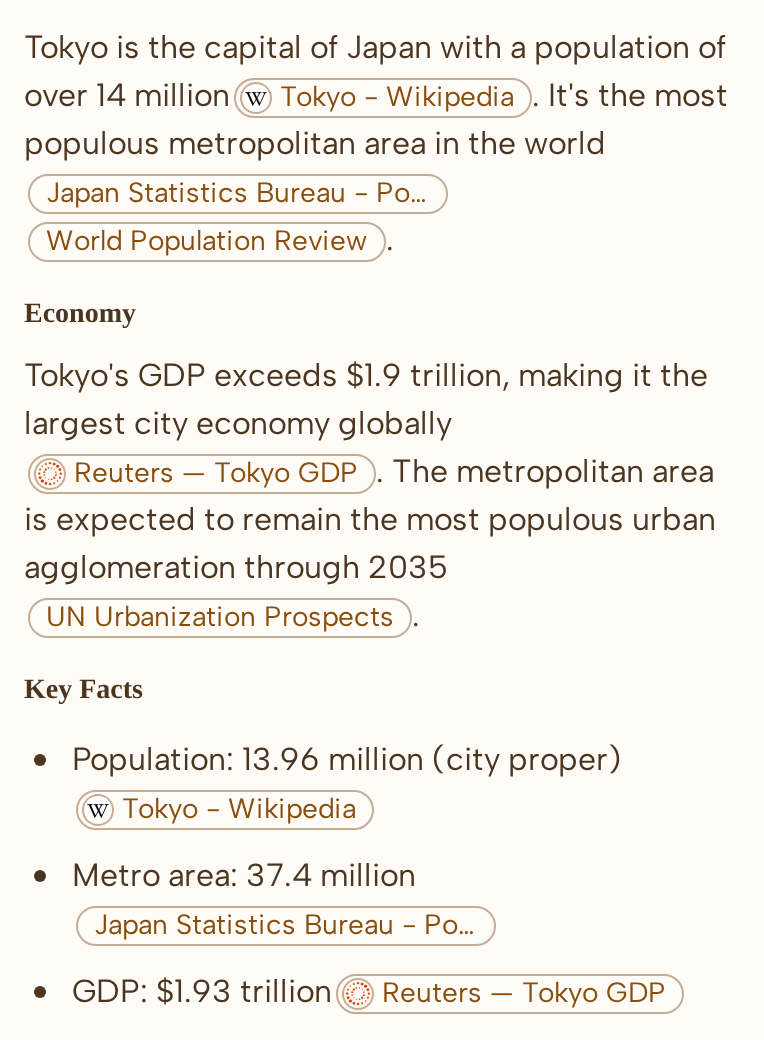 Tokyo is the capital of Japan with a population of
over 14 million W Tokyo - Wikipedia. It's the most
populous metropolitan area in the world
Japan Statistics Bureau - Po...
World Population Review.
Economy
Tokyo's GDP exceeds $1.9 trillion, making it the
largest city economy globally
Reuters — Tokyo GDP. The metropolitan area
is expected to remain the most populous urban
agglomeration through 2035
UN Urbanization Prospects.
Key Facts
• Population: 13.96 million (city proper)
W Tokyo - Wikipedia
• Metro area: 37.4 million
Japan Statistics Bureau - Po...
• GDP: $1.93 trillion Reuters — Tokyo GDP